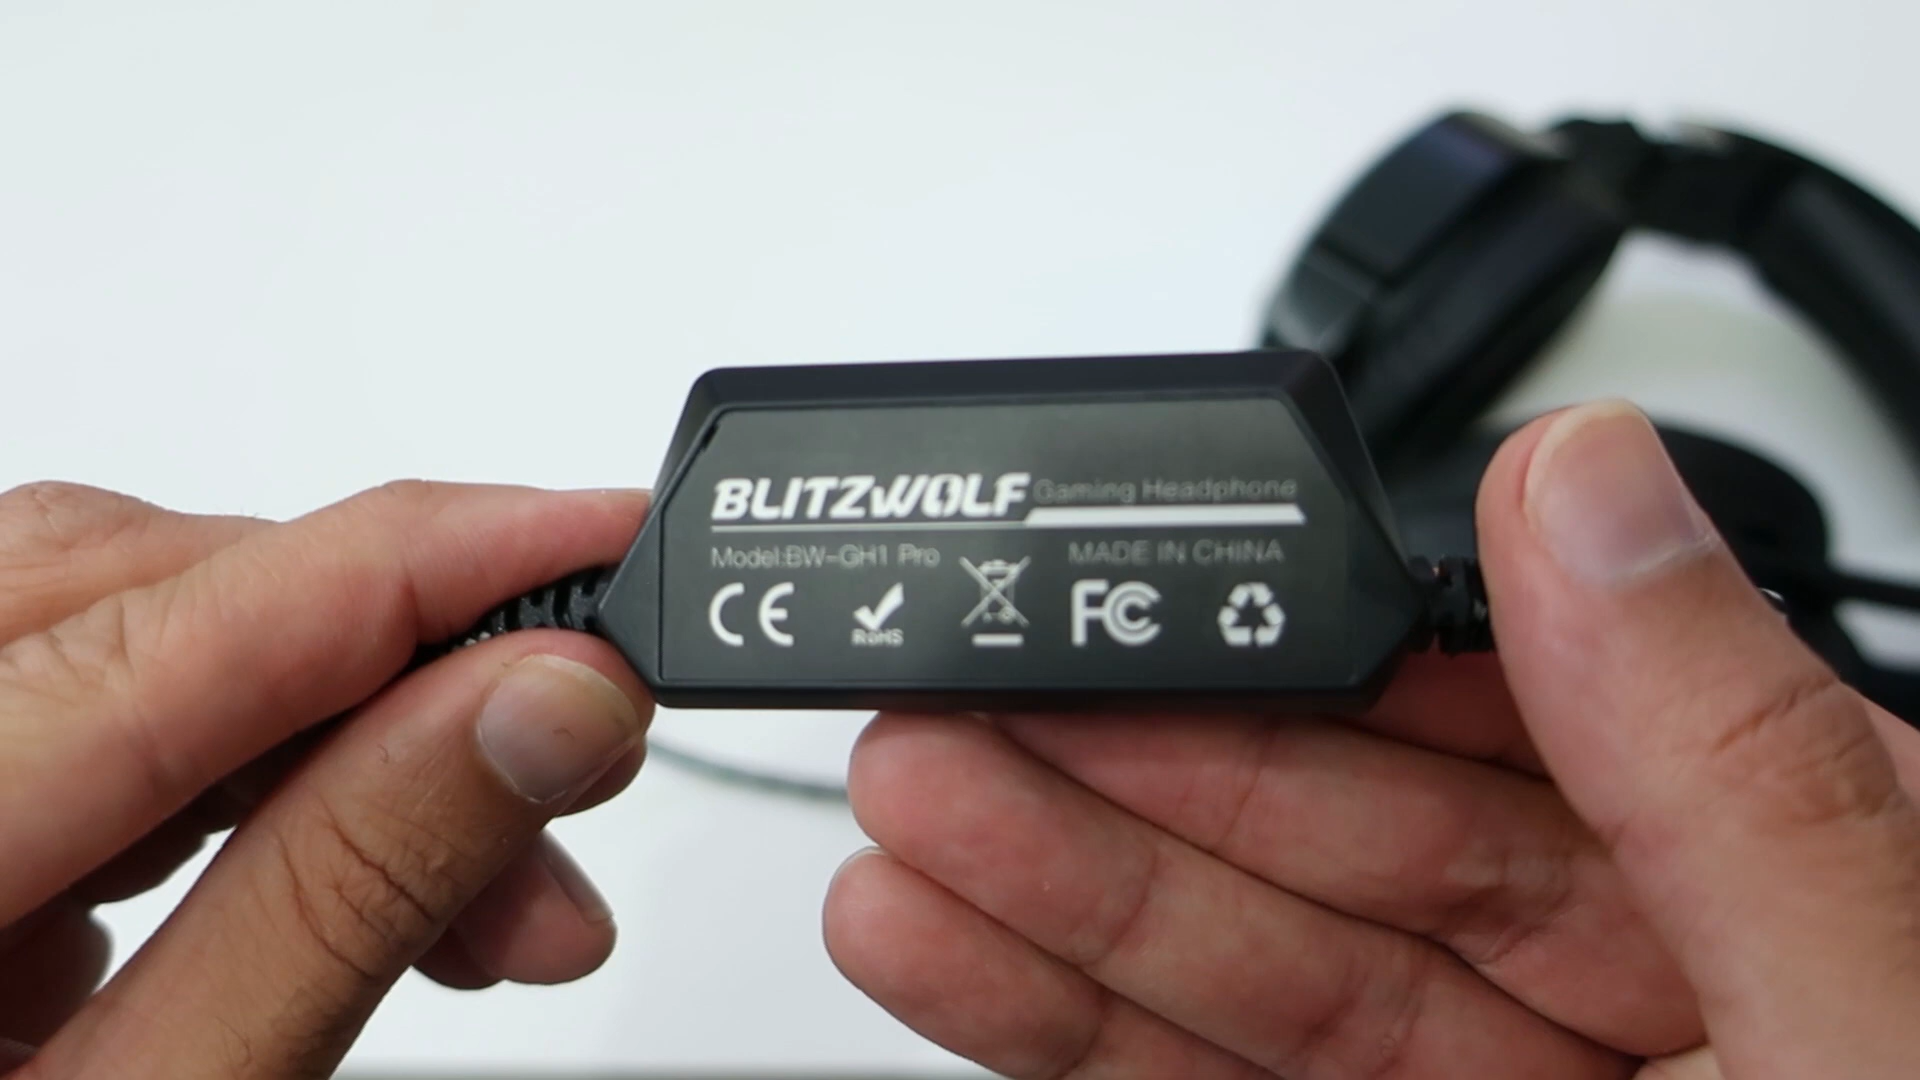 BLITZWOLF Gaming Headphone
Model:BW-GH1 Pro MADE IN CHINA
CE RoHS FC